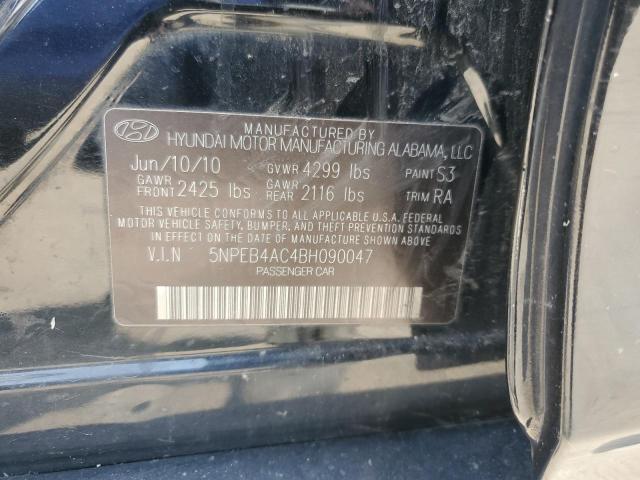 MANUFACTURED BY
HYUNDAI MOTOR MANUFACTURING ALABAMA, LLC
Jun/10/10 GVWR 4299 lbs PAINT S3
GAWR FRONT 2425 lbs GAWR REAR 2116 lbs TRIM RA
THIS VEHICLE CONFORMS TO ALL APPLICABLE U.S.A. FEDERAL
MOTOR VEHICLE SAFETY, BUMPER, AND THEFT PREVENTION STANDARDS
IN EFFECT ON THE DATE OF MANUFACTURE SHOWN ABOVE.
V.I.N 5NPEB4AC4BH090047
PASSENGER CAR